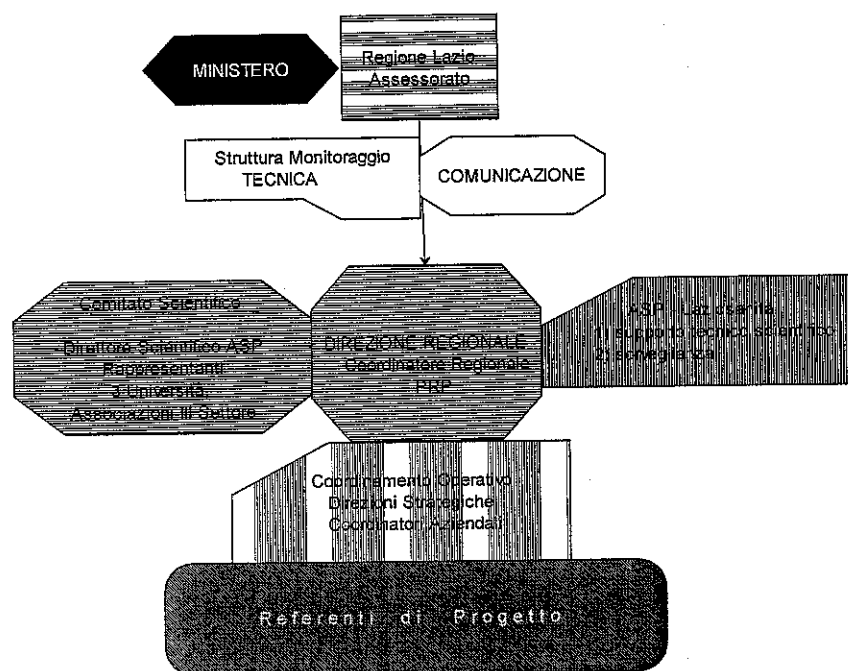 MINISTERO
Regione Lazio
Assessorato
Struttura Monitoraggio
TECNICA
COMUNICAZIONE
Comitato Scientifico
Direttore Scientifico ASP
Rappresentanti
3 Università,
Associazioni III Settore
DIREZIONE REGIONALE
Coordinatore Regionale
PRP
ASP - Laziosanità
1) supporto tecnico scientifico
2) sorveglianza
Coordinamento Operativo
Direzioni Strategiche
Coordinatori Aziendali
Referenti di Progetto